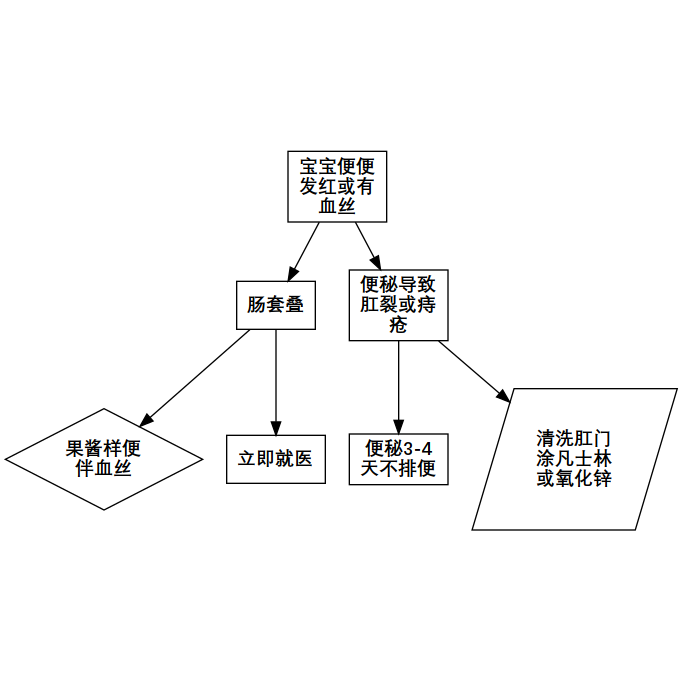 宝宝便便
发红或有
血丝
肠套叠
便秘导致
肛裂或痔
疮
果酱样便
伴血丝
立即就医
便秘3-4
天不排便
清洗肛门
涂凡士林
或氧化锌